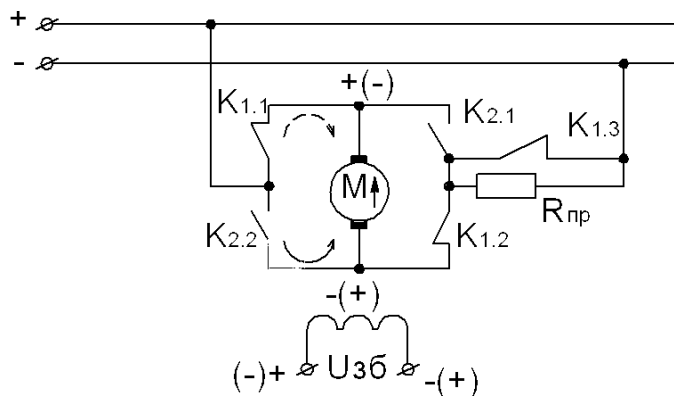 +
-
+(-)
K1.1
K2.1
K1.3
M
Rпр
K2.2
K1.2
-(+)
(-)+ Uзб -(+)